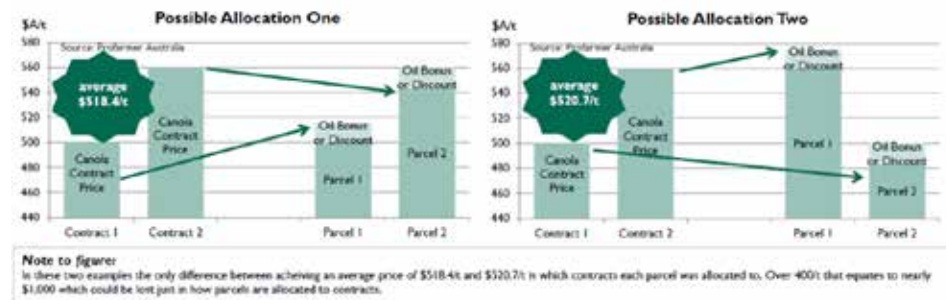 Possible Allocation One
$A/t
580
Source: Profarmer Australia
560
540
520
500
480
460
440
average
$518.4/t
Canola
Contract
Price
Canola
Contract
Price
Oil Bonus
or Discount
Parcel 1
Oil Bonus
or Discount
Parcel 2
Contract 1
Contract 2
Parcel 1
Parcel 2
Possible Allocation Two
$A/t
580
Source: Profarmer Australia
560
540
520
500
480
460
440
average
$520.7/t
Canola
Contract
Price
Canola
Contract
Price
Oil Bonus
or Discount
Parcel 1
Oil Bonus
or Discount
Parcel 2
Contract 1
Contract 2
Parcel 1
Parcel 2
Note to figurer
In these two examples the only difference between acheiving an average price of $518.4/t and $520.7/t is which contracts each parcel was allocated to. Over 400/t that equates to nearly
$1,000 which could be lost just in how parcels are allocated to contracts.